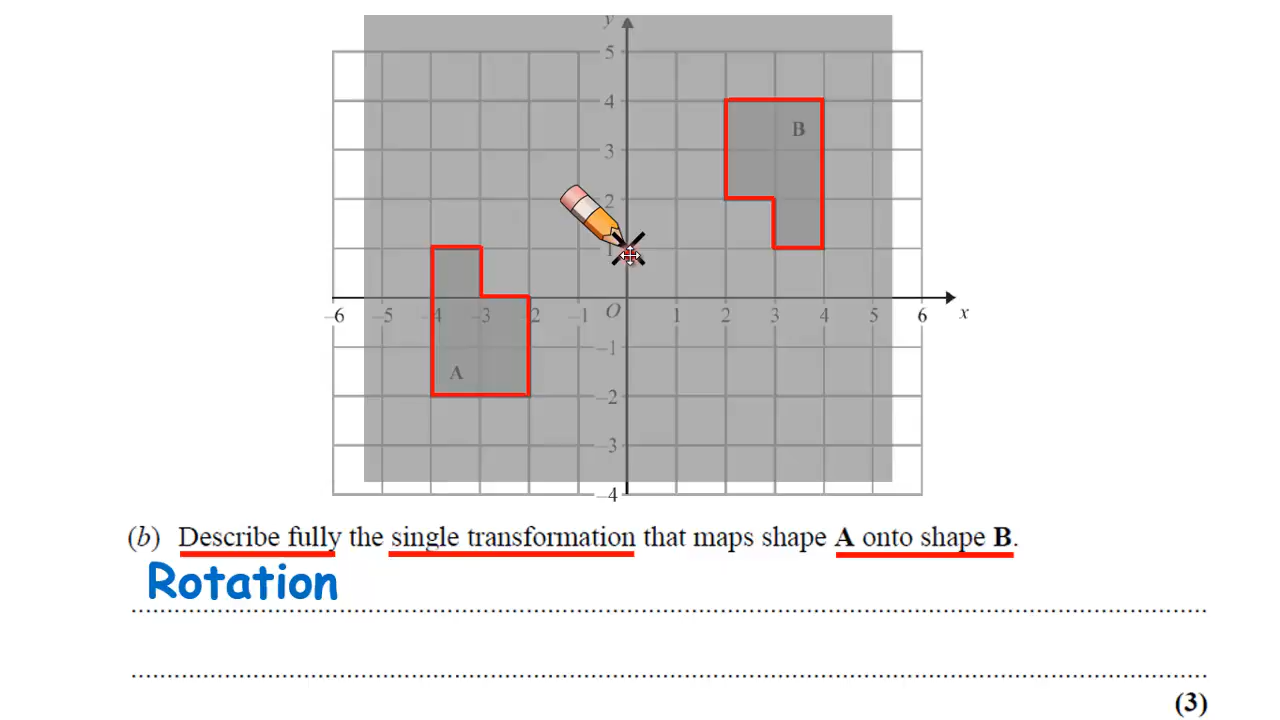 y
5
4
B
3
2
1
–6 –5 –4 –3 –2 –1 O 1 2 3 4 5 6 x
–1
A
–2
–3
–4
(b) Describe fully the single transformation that maps shape A onto shape B.
Rotation
(3)